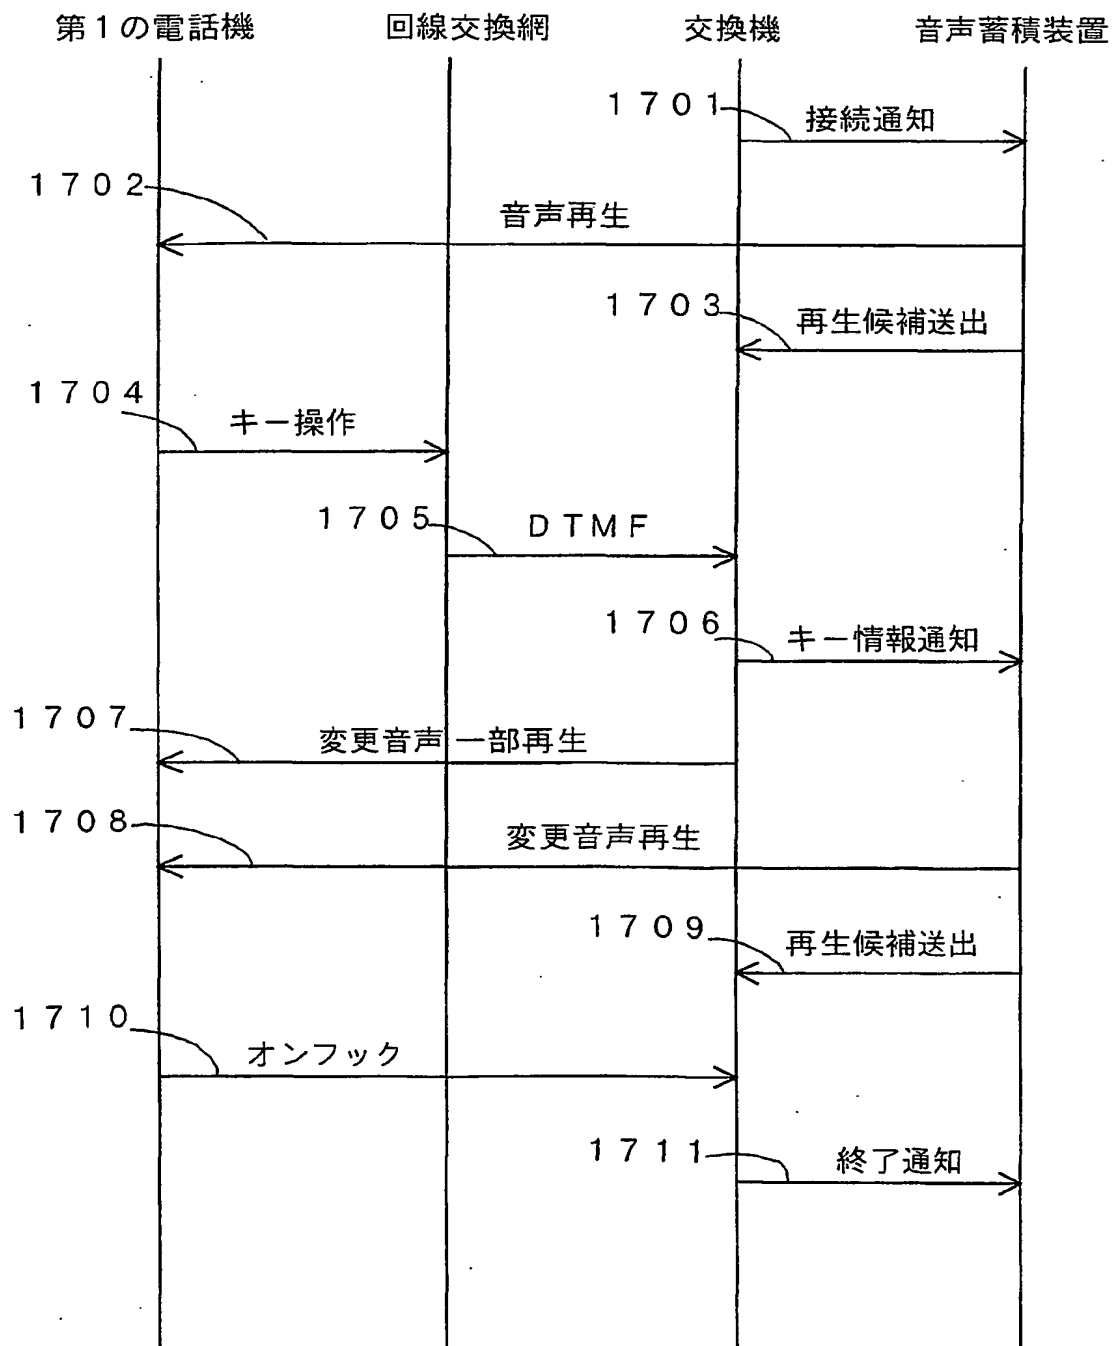 第１の電話機　回線交換網　交換機　音声蓄積装置
１７０１　接続通知
１７０２　音声再生
１７０３　再生候補送出
１７０４　キー操作
１７０５　ＤＴＭＦ
１７０６　キー情報通知
１７０７　変更音声一部再生
１７０８　変更音声再生
１７０９　再生候補送出
１７１０　オンフック
１７１１　終了通知